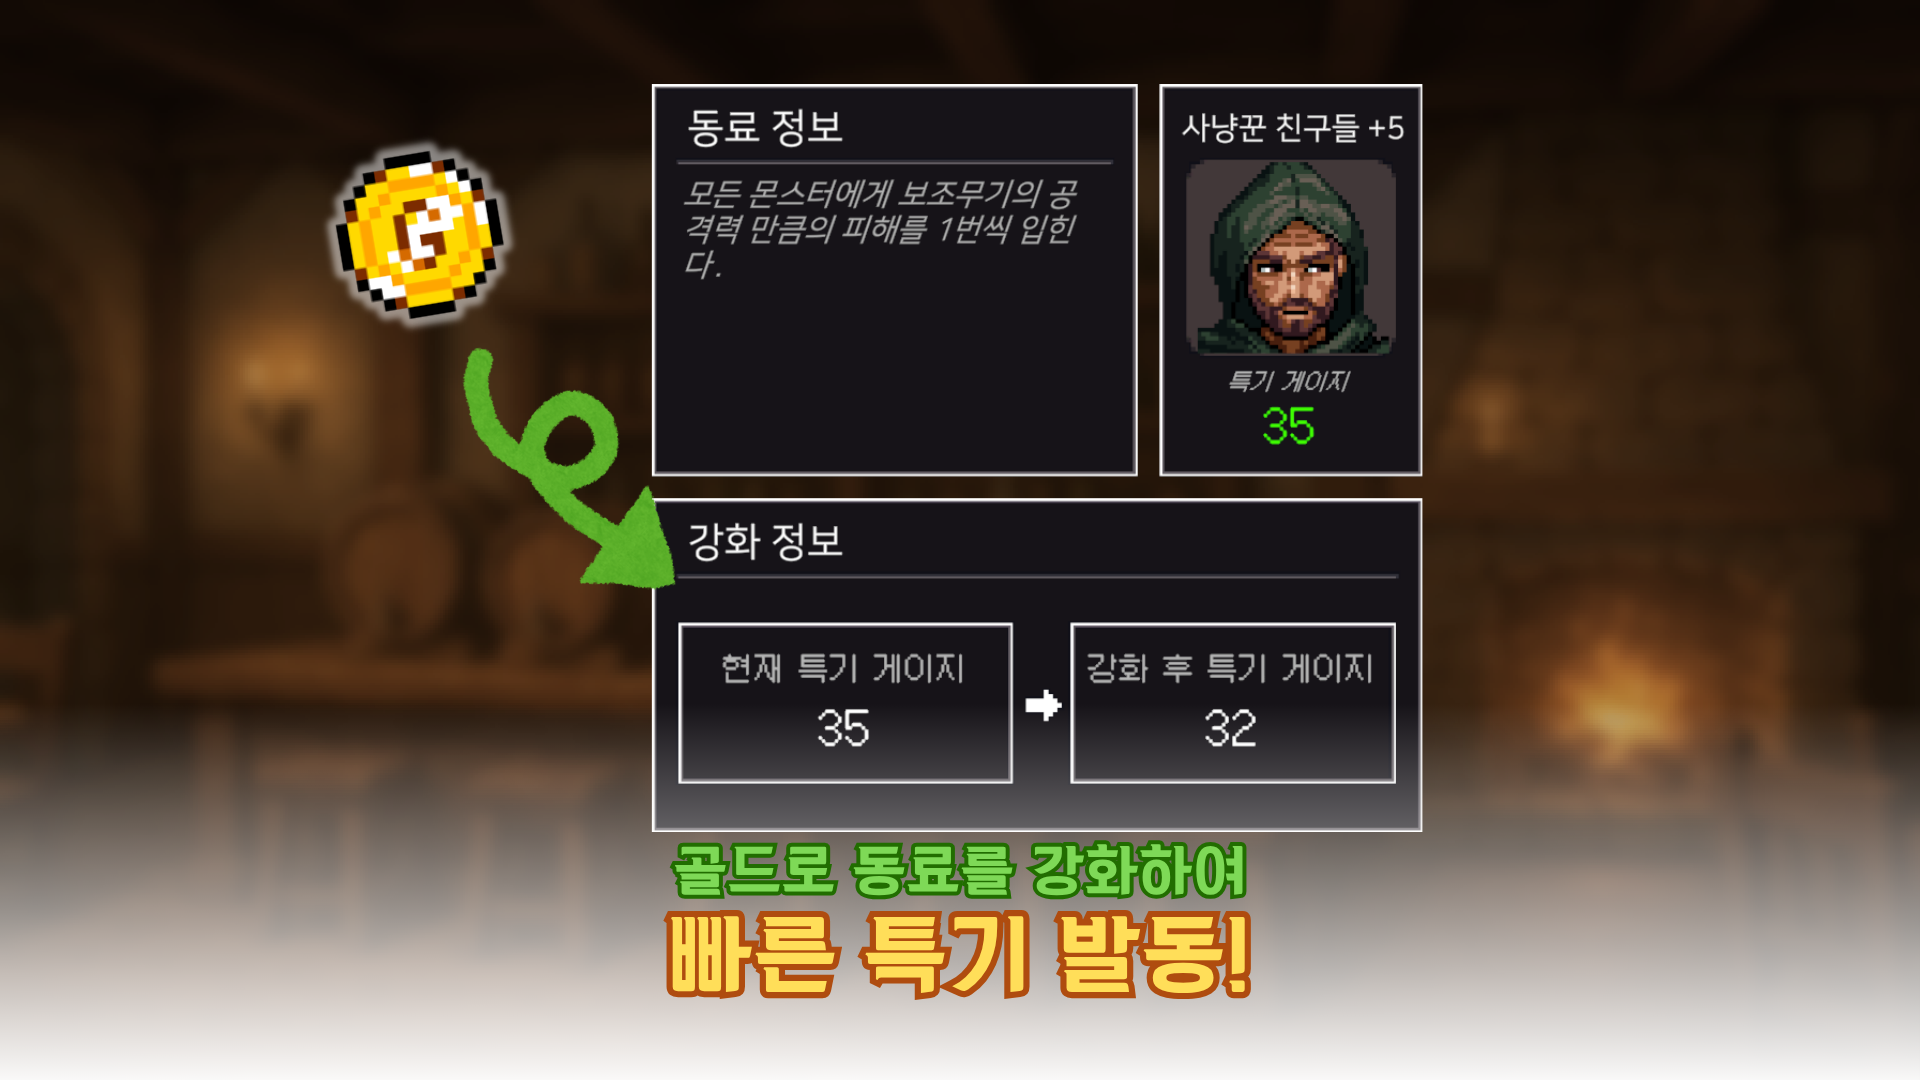 동료 정보
모든 몬스터에게 보조무기의 공
격력 만큼의 피해를 1번씩 입힌
다.
사냥꾼 친구들 +5
특기 게이지
35
강화 정보
현재 특기 게이지
35
강화 후 특기 게이지
32
골드로 동료를 강화하여
빠른 특기 발동!